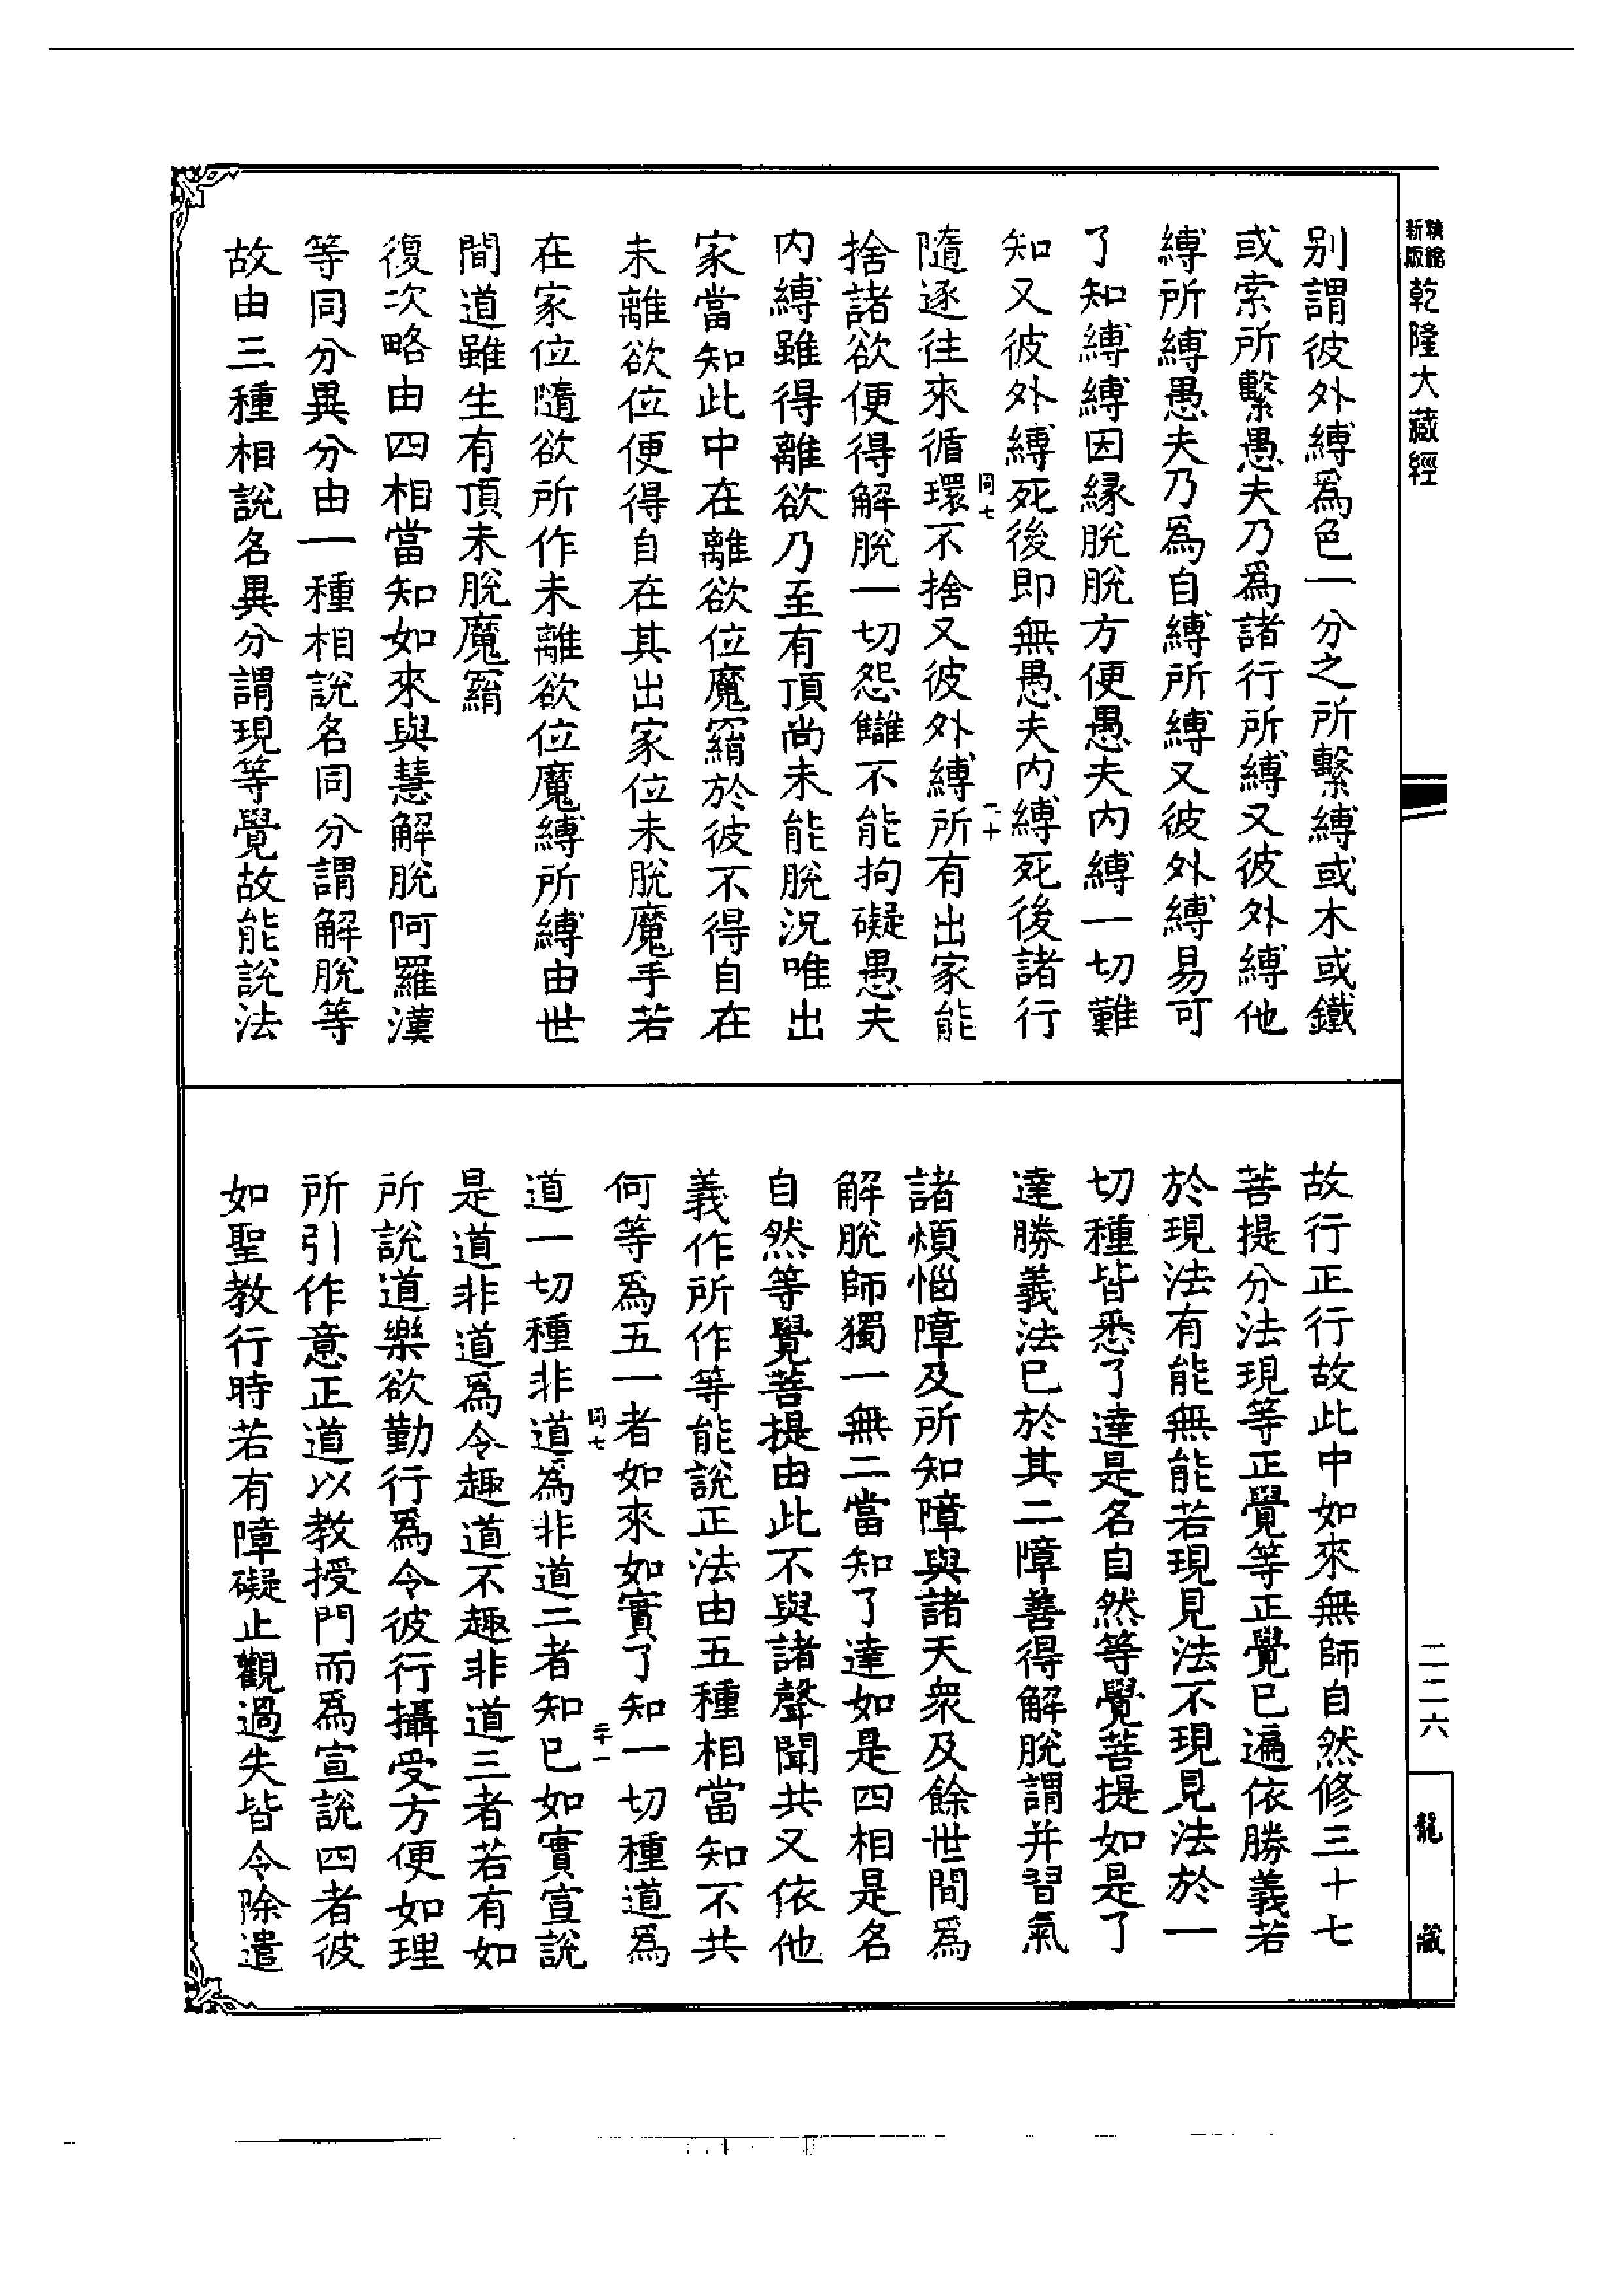 新版
乾隆大藏經
別謂彼外縛爲色一分之所繫縛或木或鐵
或索所繫愚夫乃爲諸行所縛又彼外縛他
縛所縛愚夫乃爲自縛所縛又彼外縛易可
了知縛縛因縁脫脫方便愚夫內縛一切難
知又彼外縛死後即無愚夫內縛死後諸行
同七
二十
隨逐往來循環不捨又彼外縛所有出家能
捨諸欲便得解脫一切怨讎不能拘礙愚夫
內縛雖得離欲乃至有頂尚未能脫況唯出
家當知此中在離欲位魔羂於彼不得自在
未離欲位便得自在其出家位未脫魔手若
在家位隨欲所作未離欲位魔縛所縛由世
間道雖生有頂未脫魔羂
復次略由四相當知如來與慧解脫阿羅漢
等同分異分由一種相說名同分謂解脫等
故由三種相說名異分謂現等覺故能說法
故行正行故此中如來無師自然修三十七
菩提分法現等正覺等正覺已遍依勝義若
於現法有能無能若現見法不現見法於一
切種皆悉了達是名自然等覺菩提如是了
達勝義法已於其二障善得解脫謂并習氣
諸煩惱障及所知障與諸天衆及餘世間爲
解脫師獨一無二當知了達如是四相是名
自然等覺菩提由此不與諸聲聞共又依他
義作所作等能說正法由五種相當知不共
何等爲五一者如來如實了知一切種道爲
同七
二十一
道一切種非道爲非道二者知已如實宣說
是道非道爲令趣道不趣非道三者若有如
所說道樂欲勤行爲令彼行攝受方便如理
所引作意正道以教授門而爲宣說四者彼
如聖教行時若有障礙止觀過失皆令除遣
二二六
龍藏